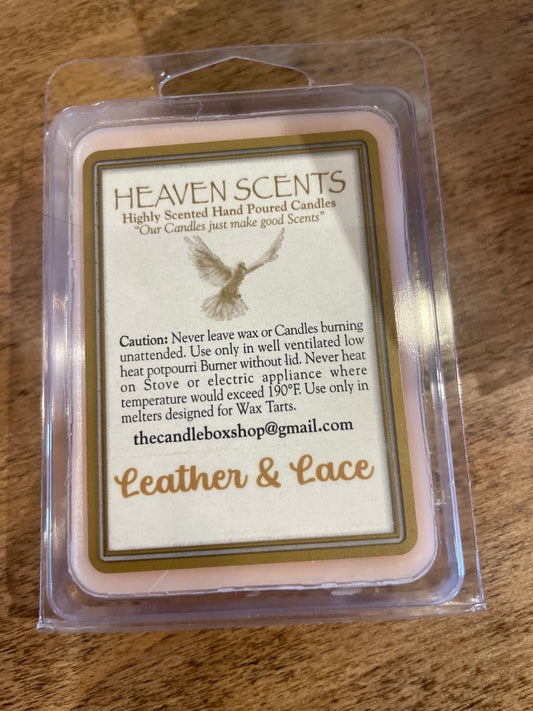 HEAVEN SCENTS
Highly Scented Hand Poured Candles
"Our Candles just make good Scents"
Caution: Never leave wax or Candles burning
unattended. Use only in well ventilated low
heat potpourri Burner without lid. Never heat
on Stove or electric appliance where
temperature would exceed 190°F. Use only in
melters designed for Wax Tarts.
thecandleboxshop@gmail.com
Leather & Lace